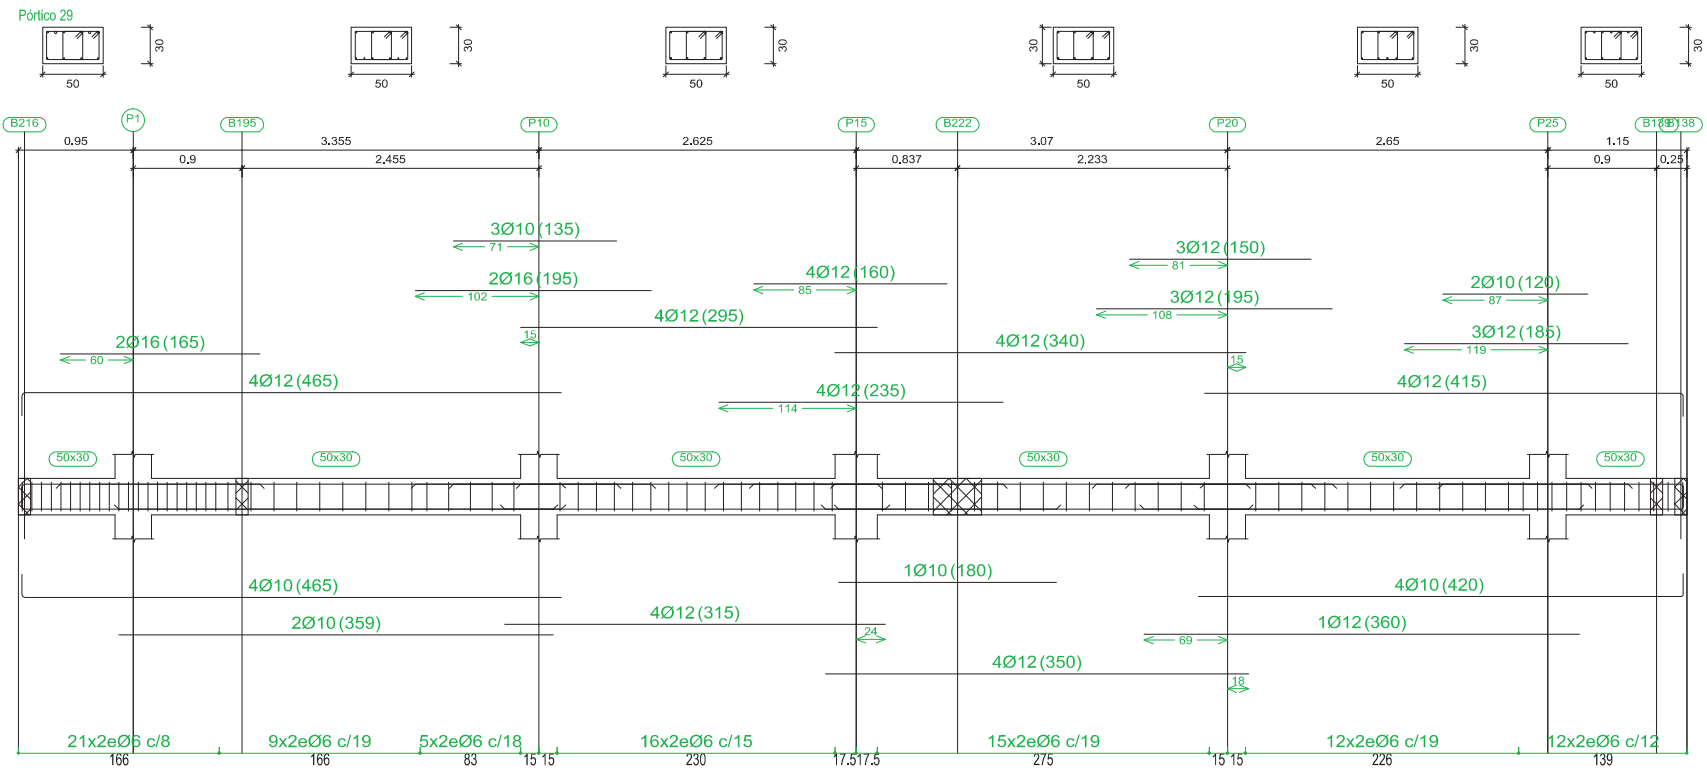 Pórtico 29
30 30 30 30 30 30
50 50 50 50 50 50
B216 P1 B195 P10 P15 B222 P20 P25 B138
0.95 3.355 2.625 3.07 2.65 1.15
0.9 2.455 0.837 2.233 0.9 0.25
3Ø10(135)
71
3Ø12(150)
81
2Ø16(195)
102
4Ø12(160)
85
2Ø10(120)
87
3Ø12(195)
108
4Ø12(295)
15
2Ø16(165)
60
4Ø12(340)
15
3Ø12(185)
119
4Ø12(465)
4Ø12(235)
114
4Ø12(415)
50x30 50x30 50x30 50x30 50x30 50x30
4Ø10(465)
1Ø10(180)
4Ø10(420)
2Ø10(359)
4Ø12(315)
24
1Ø12(360)
69
4Ø12(350)
18
21x2eØ6 c/8 9x2eØ6 c/19 5x2eØ6 c/18 16x2eØ6 c/15 15x2eØ6 c/19 12x2eØ6 c/19 12x2eØ6 c/12
166 166 83 15 15 230 17.5 17.5 275 15 15 226 139